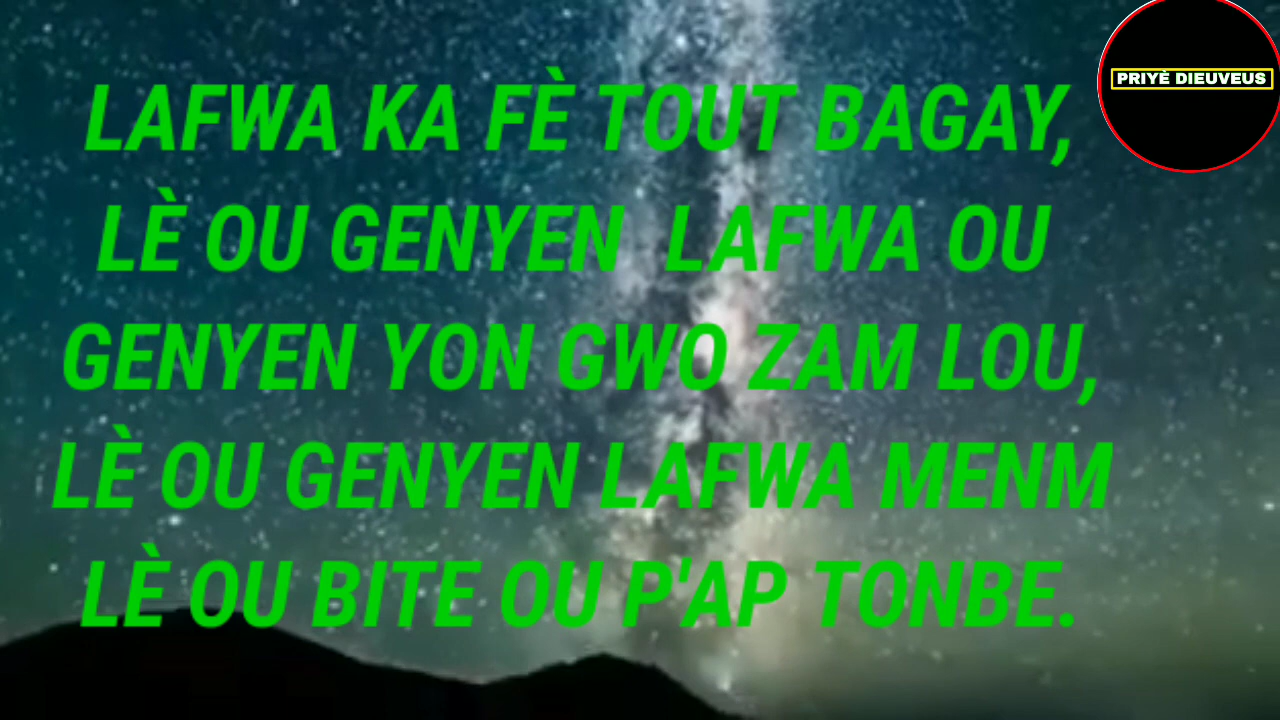 PRIYÈ DIEUVEUS
LAFWA KA FÈ TOUT BAGAY,
LÈ OU GENYEN LAFWA OU
GENYEN YON GWO ZAM LOU,
LÈ OU GENYEN LAFWA MENM
LÈ OU BITE OU P'AP TONBE.